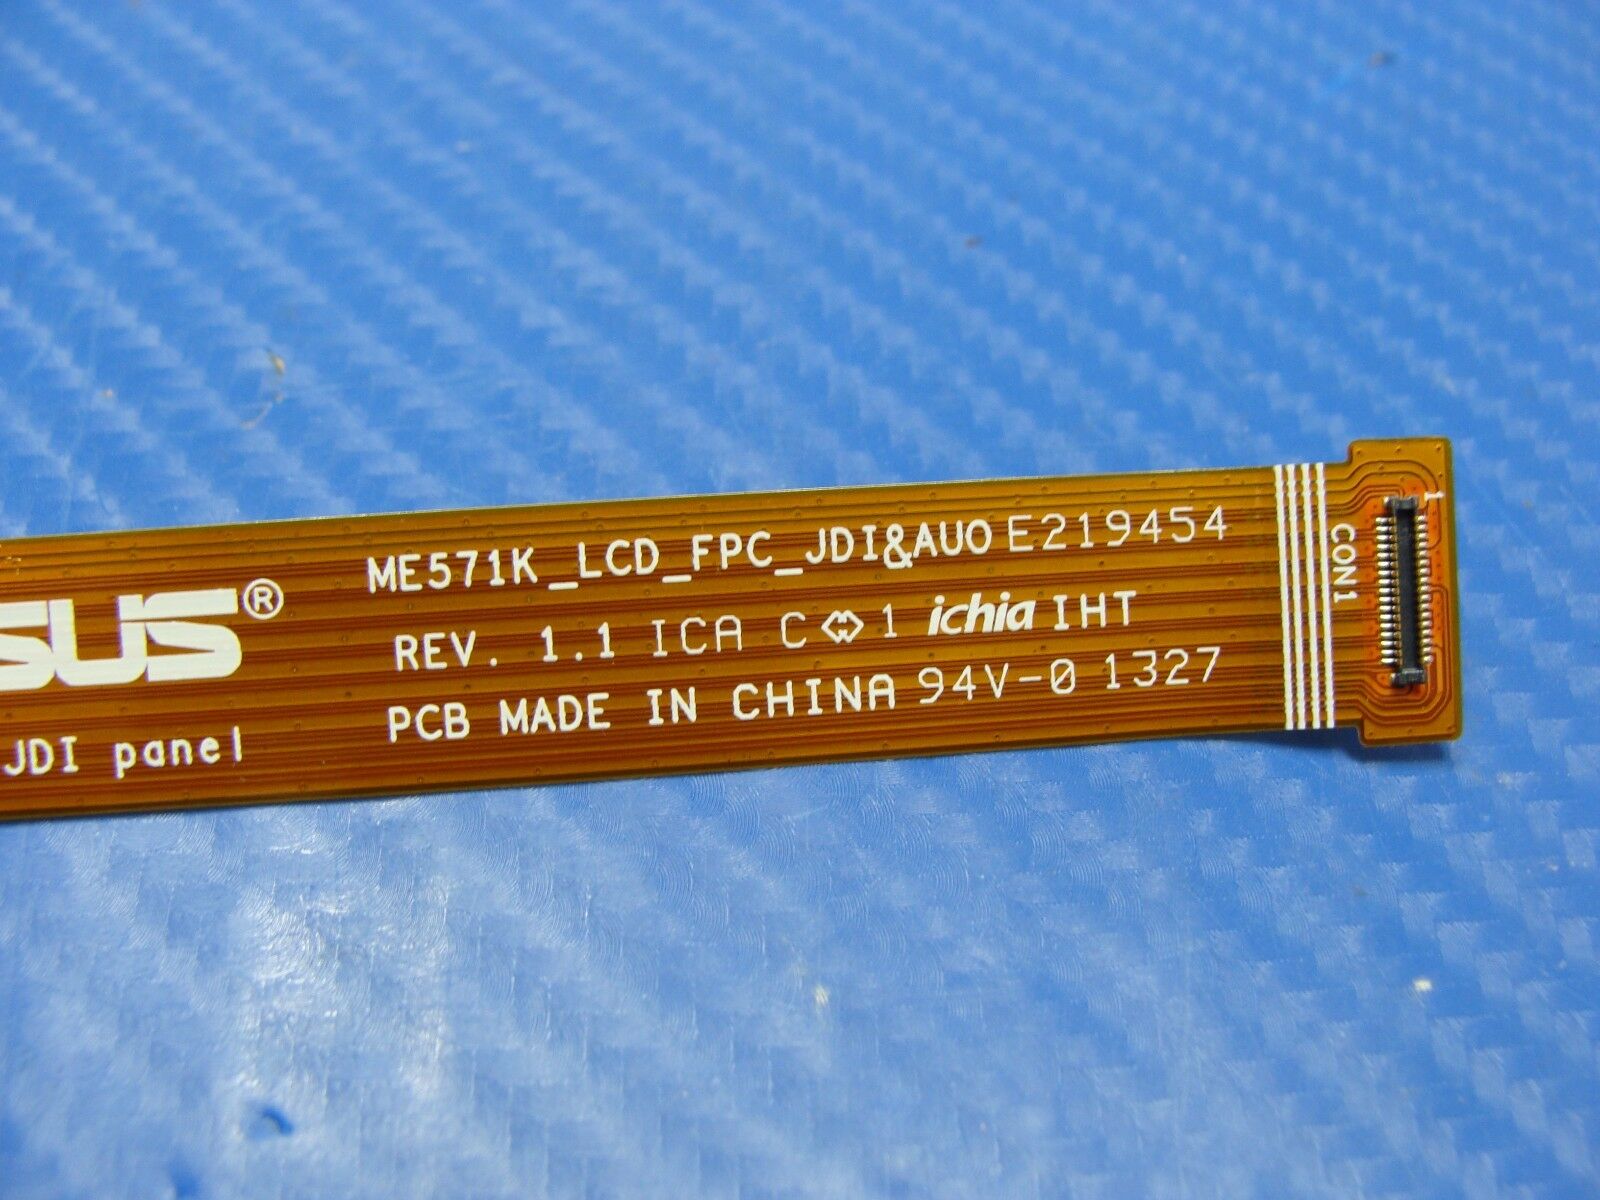 SUS®
JDI panel
ME571K_LCD_FPC_JDI&AUO E219454
REV. 1.1 ICA C<>1 ichia IHT
PCB MADE IN CHINA 94V-0 1327
CON1
1